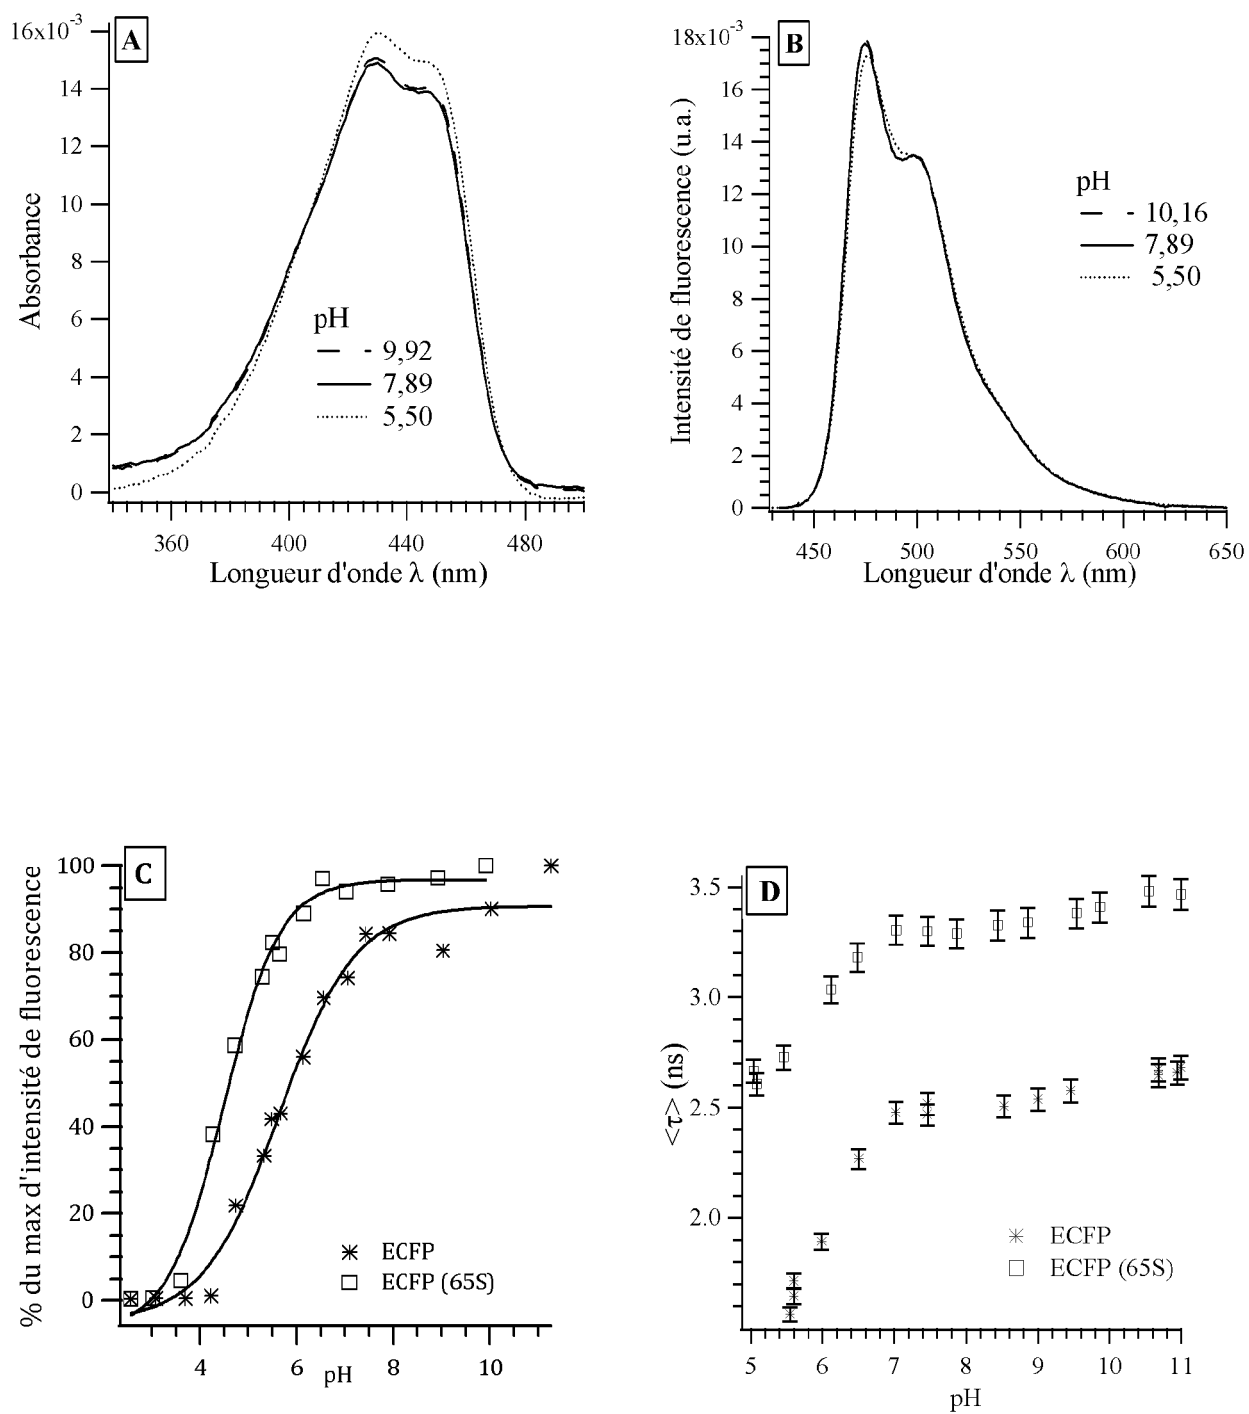 A
16x10-3
14
12
10
8
6
4
2
0
Absorbance
pH
9,92
7,89
5,50
360
400
440
480
Longueur d'onde λ (nm)
B
18x10-3
16
14
12
10
8
6
4
2
0
Intensité de fluorescence (u.a.)
pH
10,16
7,89
5,50
450
500
550
600
650
Longueur d'onde λ (nm)
C
100
80
60
40
20
0
% du max d'intensité de fluorescence
ECFP
ECFP (65S)
4
6
8
10
pH
D
3.5
3.0
2.5
2.0
<τ> (ns)
ECFP
ECFP (65S)
5
6
7
8
9
10
11
pH